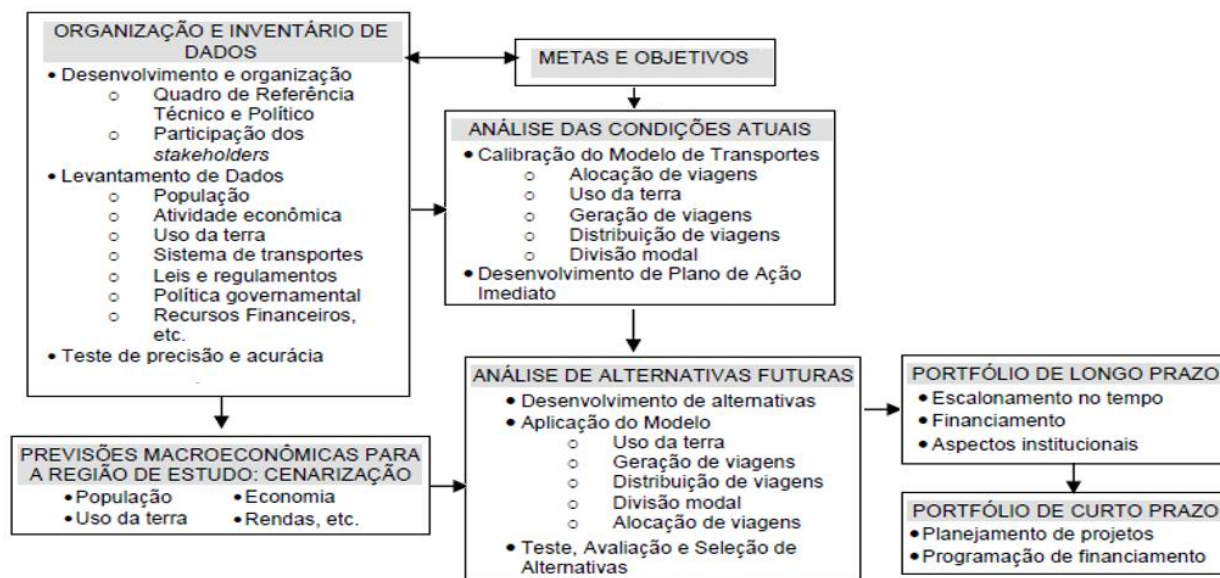 ORGANIZAÇÃO E INVENTÁRIO DE
DADOS
• Desenvolvimento e organização
o Quadro de Referência
Técnico e Político
o Participação dos
stakeholders
• Levantamento de Dados
o População
o Atividade econômica
o Uso da terra
o Sistema de transportes
o Leis e regulamentos
o Política governamental
o Recursos Financeiros,
etc.
• Teste de precisão e acurácia
METAS E OBJETIVOS
ANÁLISE DAS CONDIÇÕES ATUAIS
• Calibração do Modelo de Transportes
o Alocação de viagens
o Uso da terra
o Geração de viagens
o Distribuição de viagens
o Divisão modal
• Desenvolvimento de Plano de Ação
Imediato
PREVISÕES MACROECONÔMICAS PARA
A REGIÃO DE ESTUDO: CENARIZAÇÃO
• População • Economia
• Uso da terra • Rendas, etc.
ANÁLISE DE ALTERNATIVAS FUTURAS
• Desenvolvimento de alternativas
• Aplicação do Modelo
o Uso da terra
o Geração de viagens
o Distribuição de viagens
o Divisão modal
o Alocação de viagens
• Teste, Avaliação e Seleção de
Alternativas
PORTFÓLIO DE LONGO PRAZO
• Escalonamento no tempo
• Financiamento
• Aspectos institucionais
PORTFÓLIO DE CURTO PRAZO
• Planejamento de projetos
• Programação de financiamento